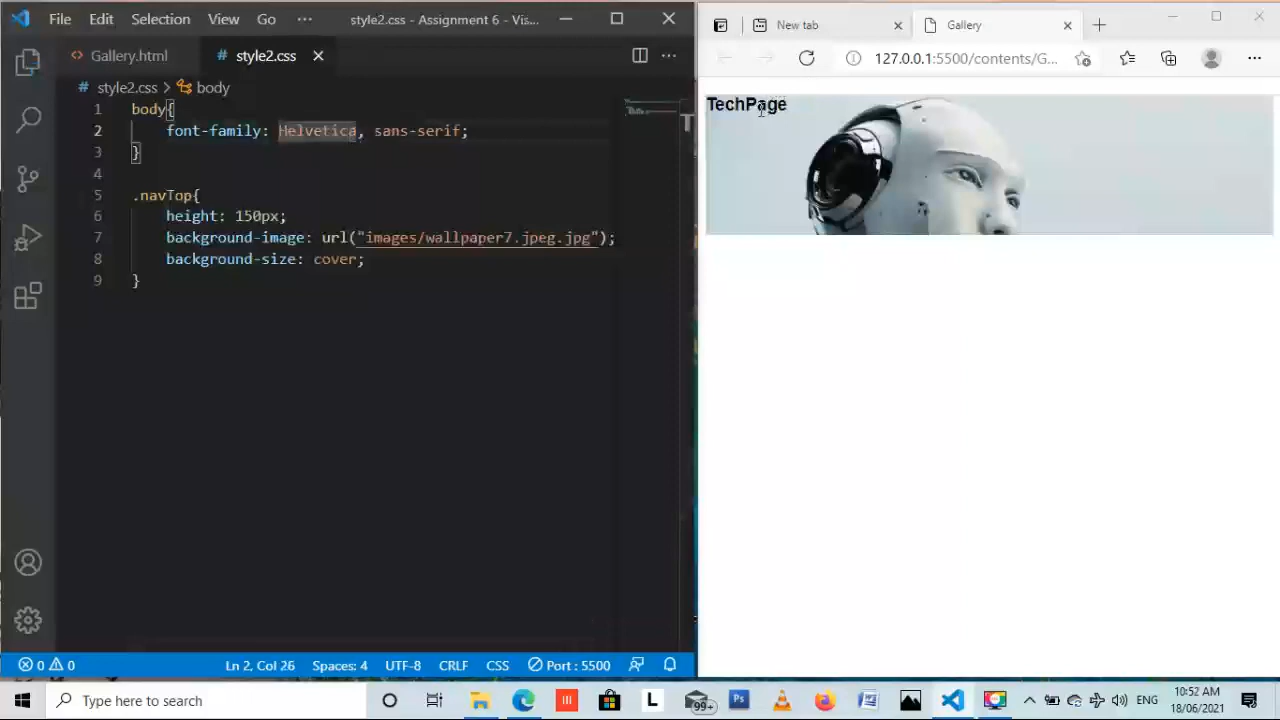 File Edit Selection View Go ··· style2.css - Assignment 6 - Vis...
New tab
Gallery
<> Gallery.html
# style2.css
127.0.0.1:5500/contents/G...
# style2.css > body
1 body{
2 font-family: Helvetica, sans-serif;
3 }
4
5 .navTop{
6 height: 150px;
7 background-image: url("images/wallpaper7.jpeg.jpg");
8 background-size: cover;
9 }
T
TechPage
0 0
Ln 2, Col 26 Spaces: 4 UTF-8 CRLF CSS Port : 5500
Type here to search
L
99+
Ps
ENG
10:52 AM
18/06/2021